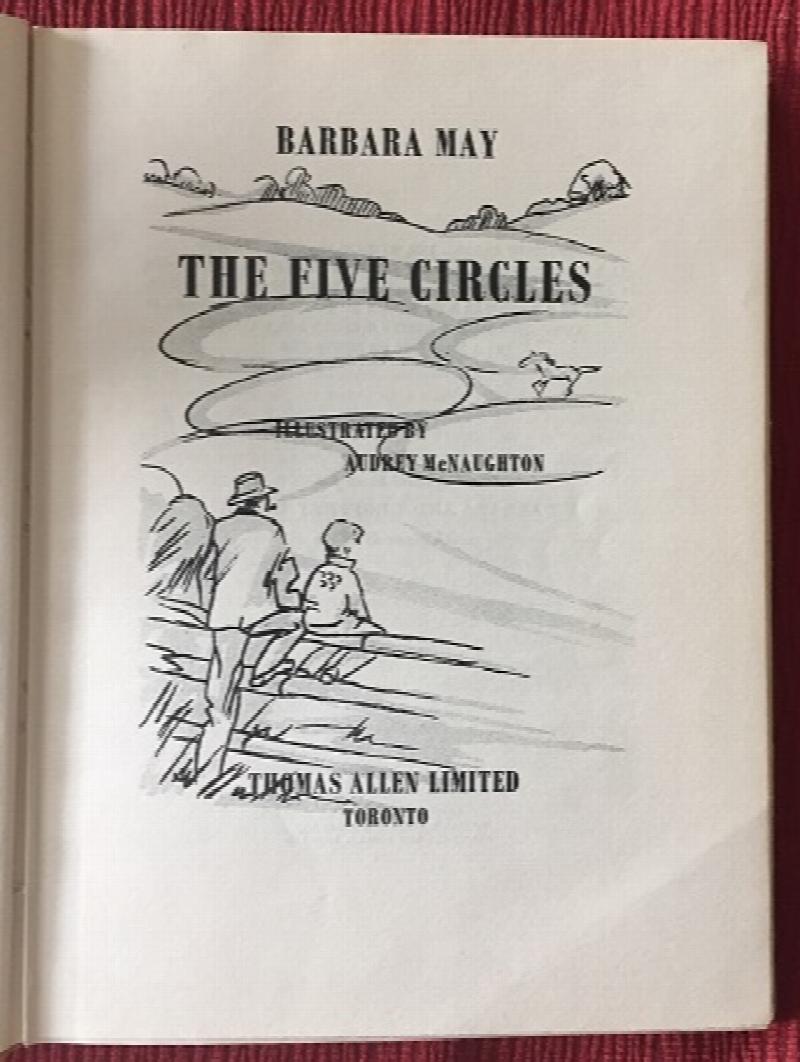 BARBARA MAY
THE FIVE CIRCLES
ILLUSTRATED BY
AUDREY McNAUGHTON
THOMAS ALLEN LIMITED
TORONTO